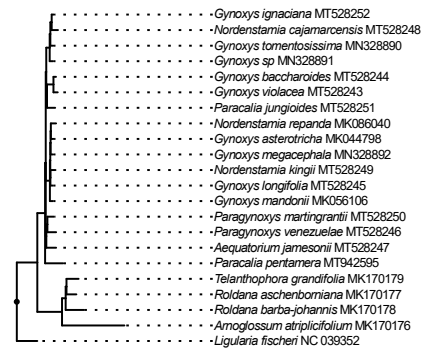 Gynoxys ignaciana MT528252
Nordenstamia cajamarcensis MT528248
Gynoxys tomentosissima MN328890
Gynoxys sp MN328891
Gynoxys baccharoides MT528244
Gynoxys violacea MT528243
Paracalia jungioides MT528251
Nordenstamia repanda MK086040
Gynoxys asterotricha MK044798
Gynoxys megacephala MN328892
Nordenstamia kingii MT528249
Gynoxys longifolia MT528245
Gynoxys mandonii MK056106
Paragynoxys martingrantii MT528250
Paragynoxys venezuelae MT528246
Aequatorium jamesonii MT528247
Paracalia pentamera MT942595
Telanthophora grandifolia MK170179
Roldana aschenborniana MK170177
Roldana barba-johannis MK170178
Arnoglossum atriplicifolium MK170176
Ligularia fischeri NC 039352